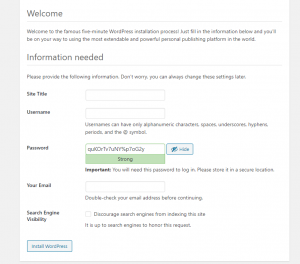 Welcome
Welcome to the famous five-minute WordPress installation process! Just fill in the information below and you'll
be on your way to using the most extendable and powerful personal publishing platform in the world.
Information needed
Please provide the following information. Don't worry, you can always change these settings later.
Site Title
Username
Usernames can have only alphanumeric characters, spaces, underscores, hyphens,
periods, and the @ symbol.
Password
Hide
Strong
Important: You will need this password to log in. Please store it in a secure location.
Your Email
Double-check your email address before continuing.
Search Engine
Visibility
Discourage search engines from indexing this site
It is up to search engines to honor this request.
Install WordPress